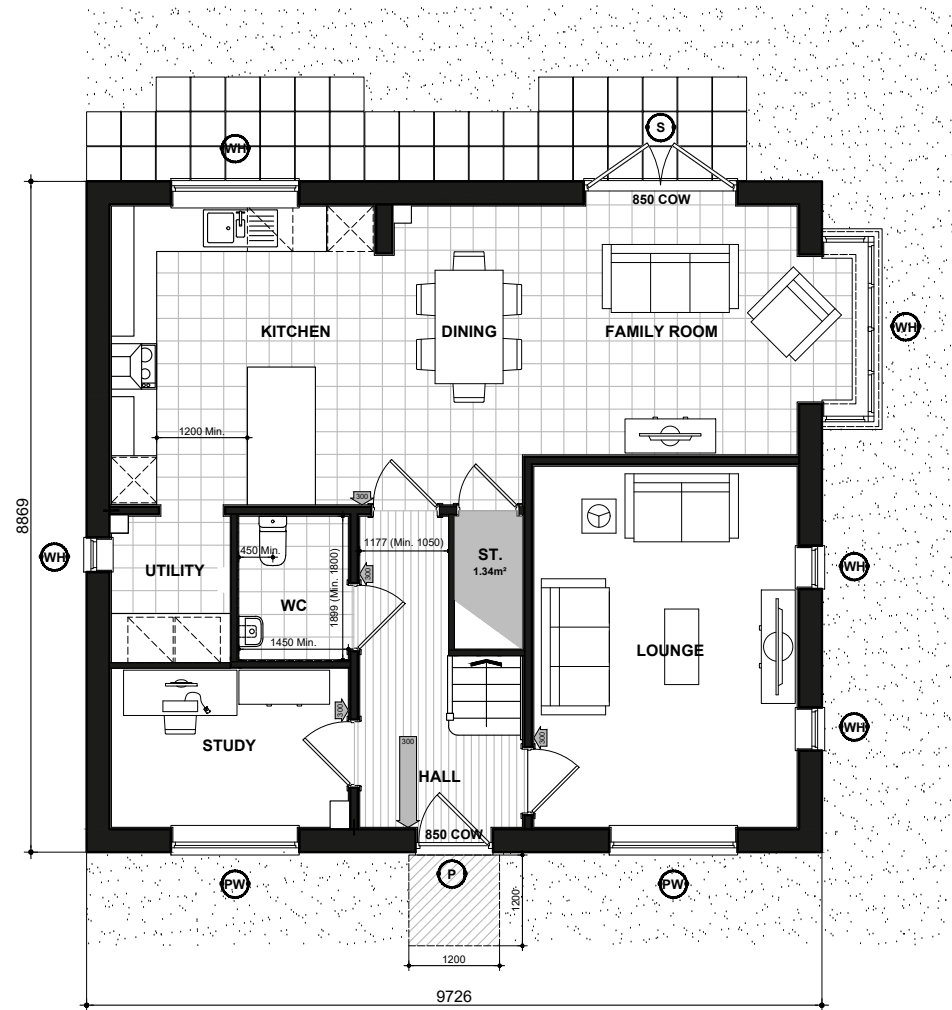 WH
S
850 COW
KITCHEN
DINING
FAMILY ROOM
WH
1200 Min.
8869
300
1177 (Min. 1050)
ST.
1.34m²
450 Min.
WH
UTILITY
WC
1899 (Min. 1800)
300
WH
1450 Min.
LOUNGE
300
WH
STUDY
300
300
HALL
850 COW
PW
P
PW
1200
1200
9726